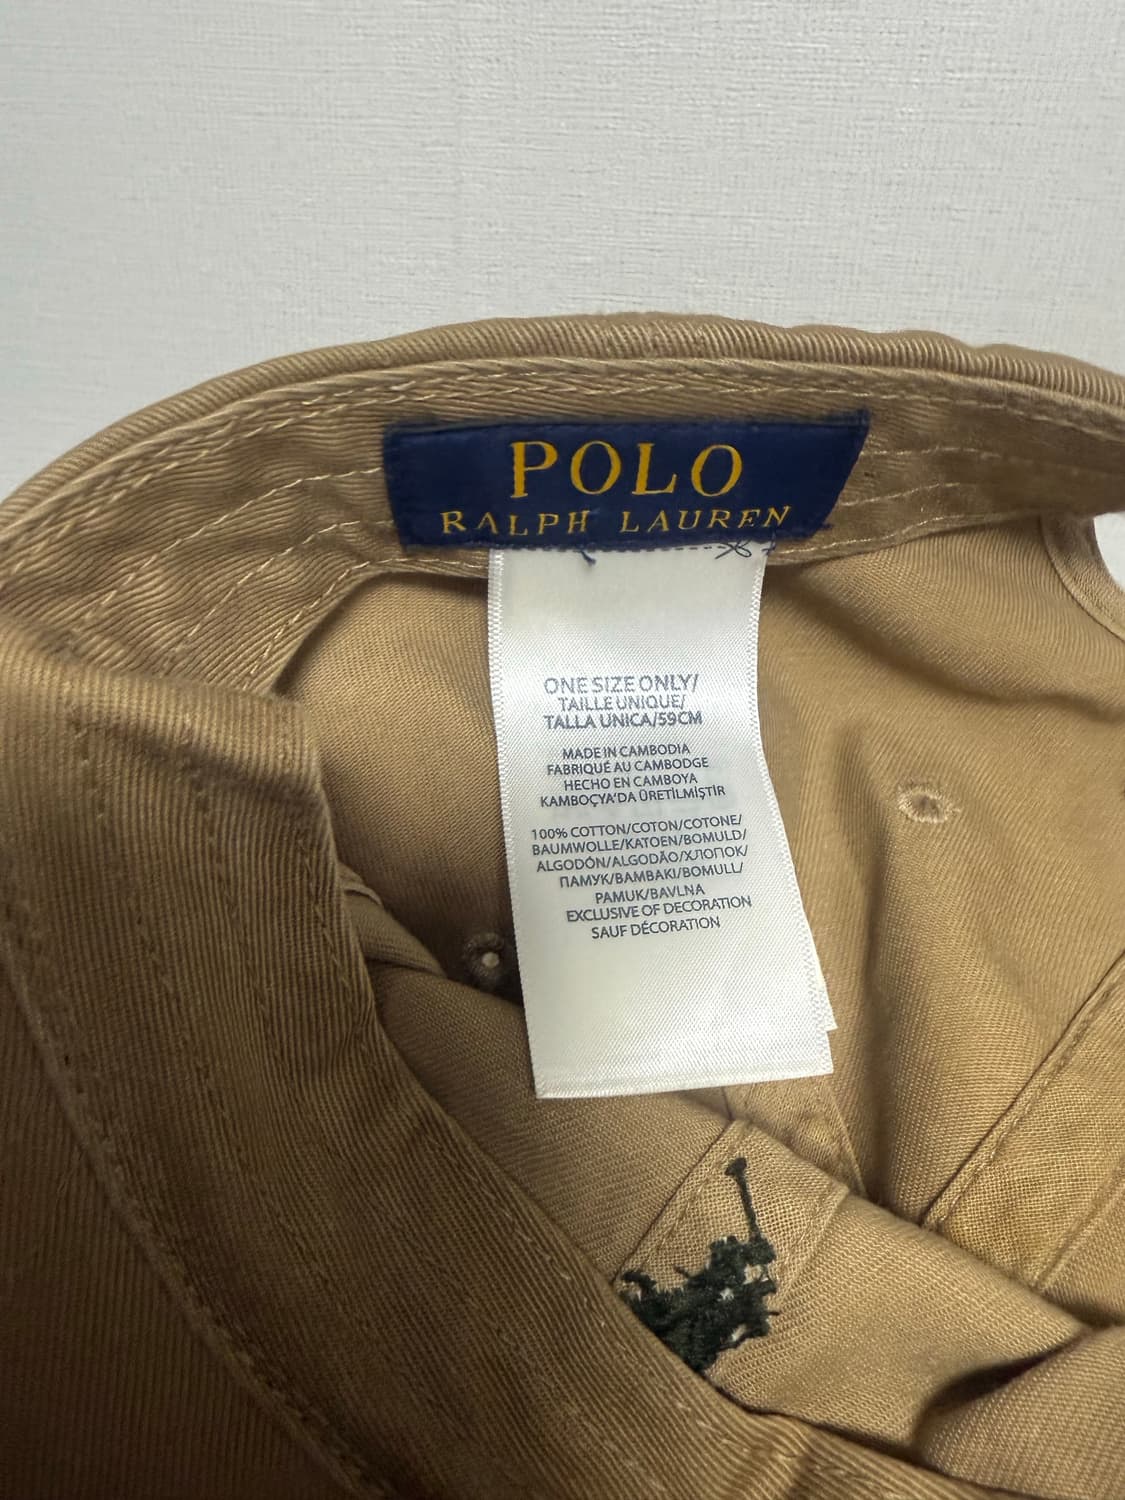 POLO
RALPH LAUREN
ONE SIZE ONLY/
TAILLE UNIQUE/
TALLA UNICA/59CM
MADE IN CAMBODIA
FABRIQUÉ AU CAMBODGE
HECHO EN CAMBOYA
KAMBOÇYA'DA ÜRETİLMİŞTİR
100% COTTON/COTON/COTONE/
BAUMWOLLE/KATOEN/BOMULD/
ALGODÓN/ALGODÃO/ХЛОПОК/
ΠΑΜΥΚ/BAMBAKI/BOMULL/
PAMUK/BAVLNA
EXCLUSIVE OF DECORATION
SAUF DÉCORATION